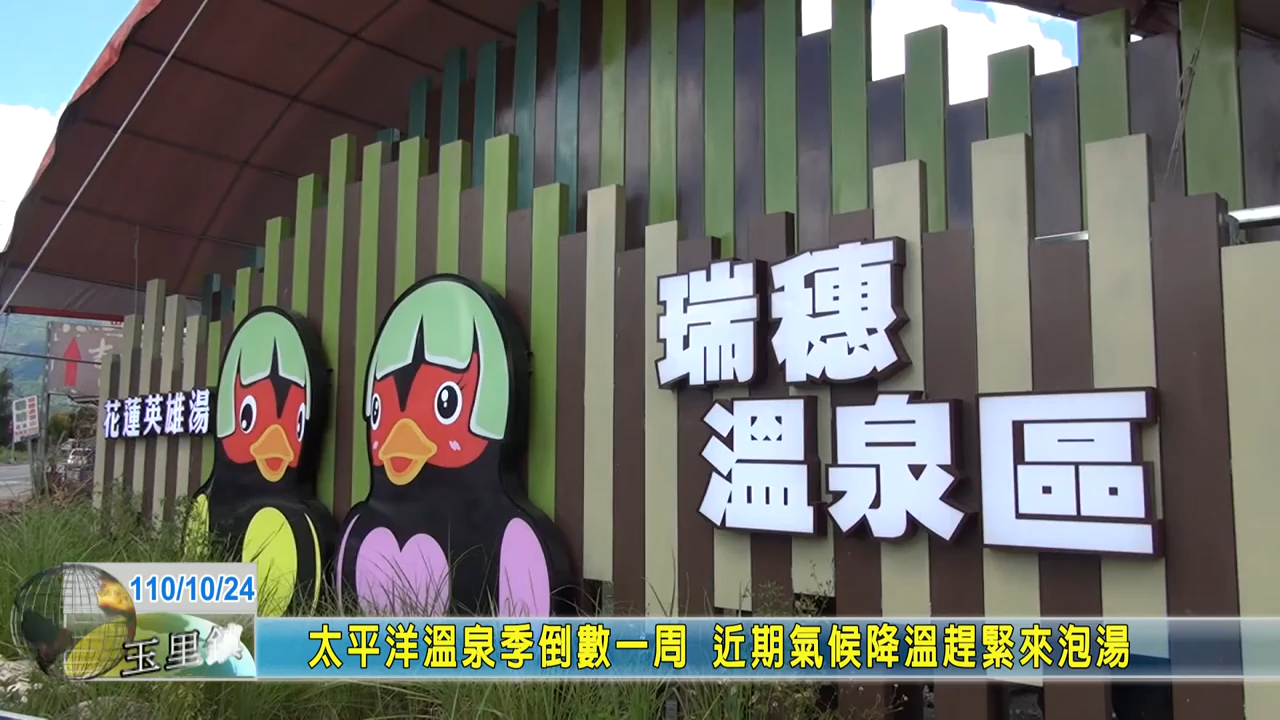 瑞穗
溫泉區
花蓮英雄湯
110/10/24
玉里鎮
太平洋溫泉季倒數一周 近期氣候降溫趕緊來泡湯